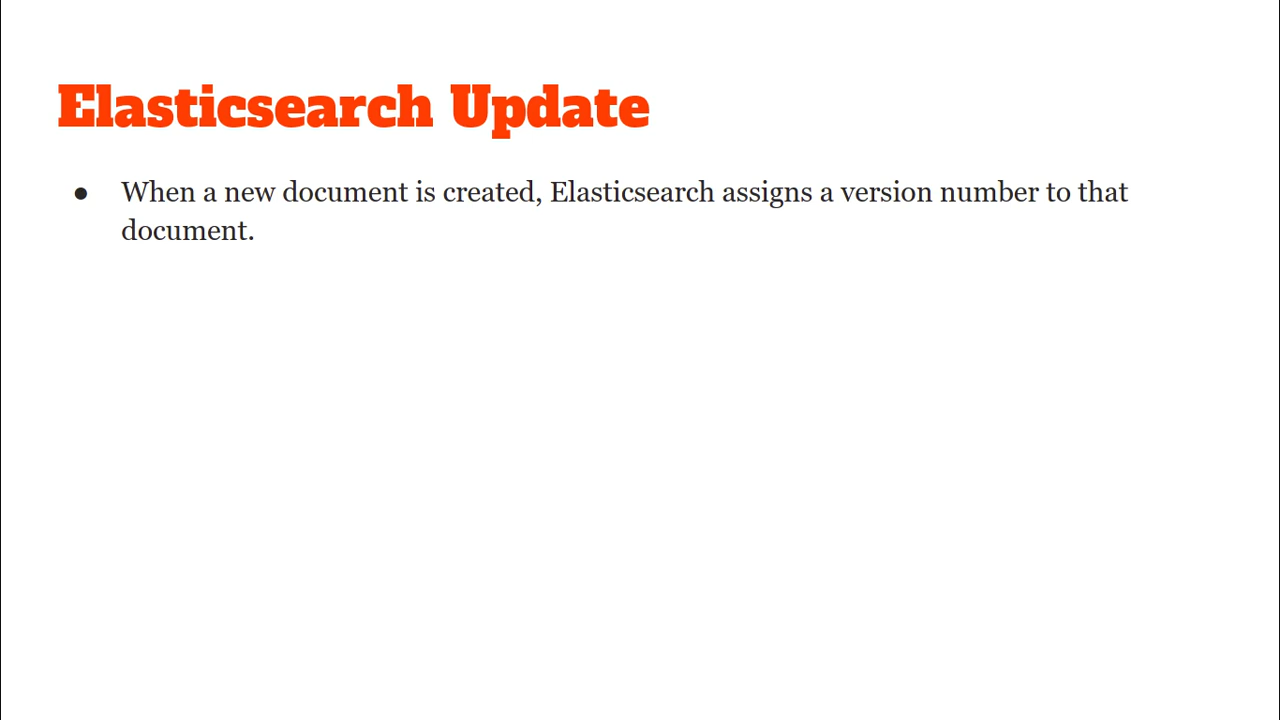 Elasticsearch Update
● When a new document is created, Elasticsearch assigns a version number to that
document.